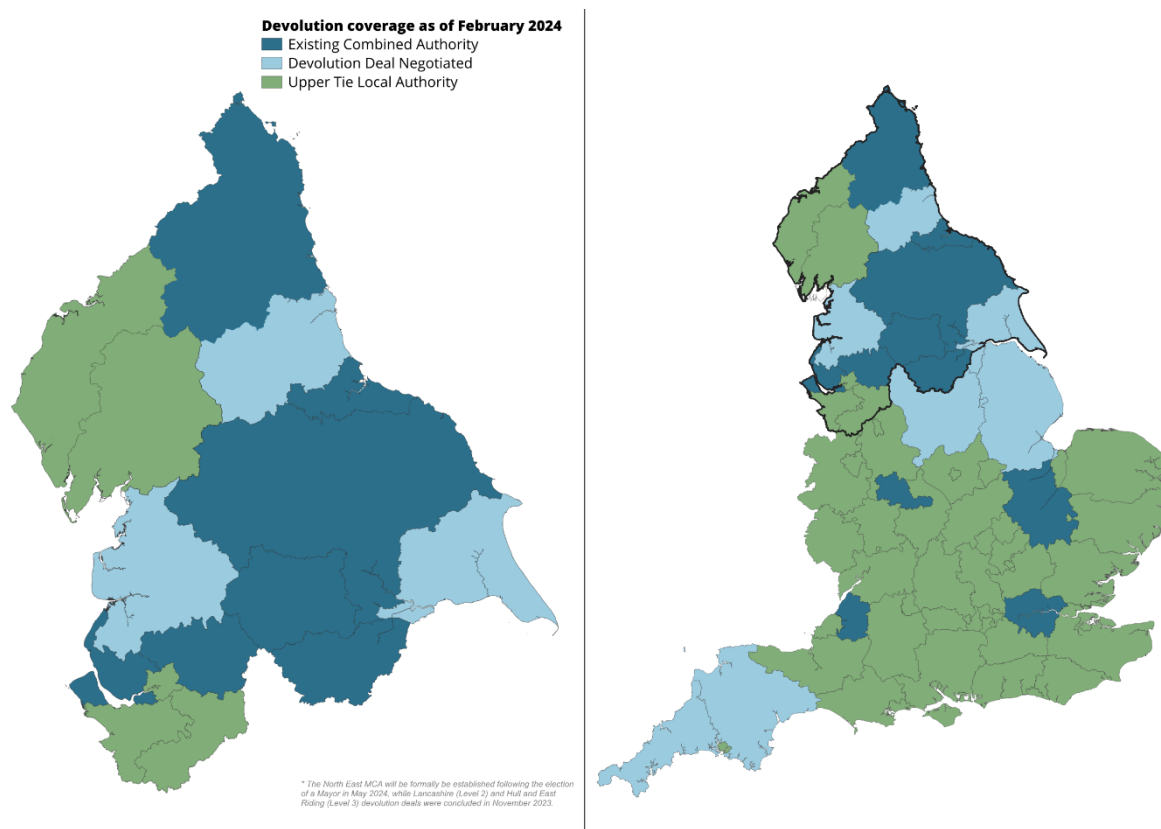 Devolution coverage as of February 2024
Existing Combined Authority
Devolution Deal Negotiated
Upper Tie Local Authority
* The North East MCA will be formally be established following the election
of a Mayor in May 2024, while Lancashire (Level 2) and Hull and East
Riding (Level 3) devolution deals were concluded in November 2023.